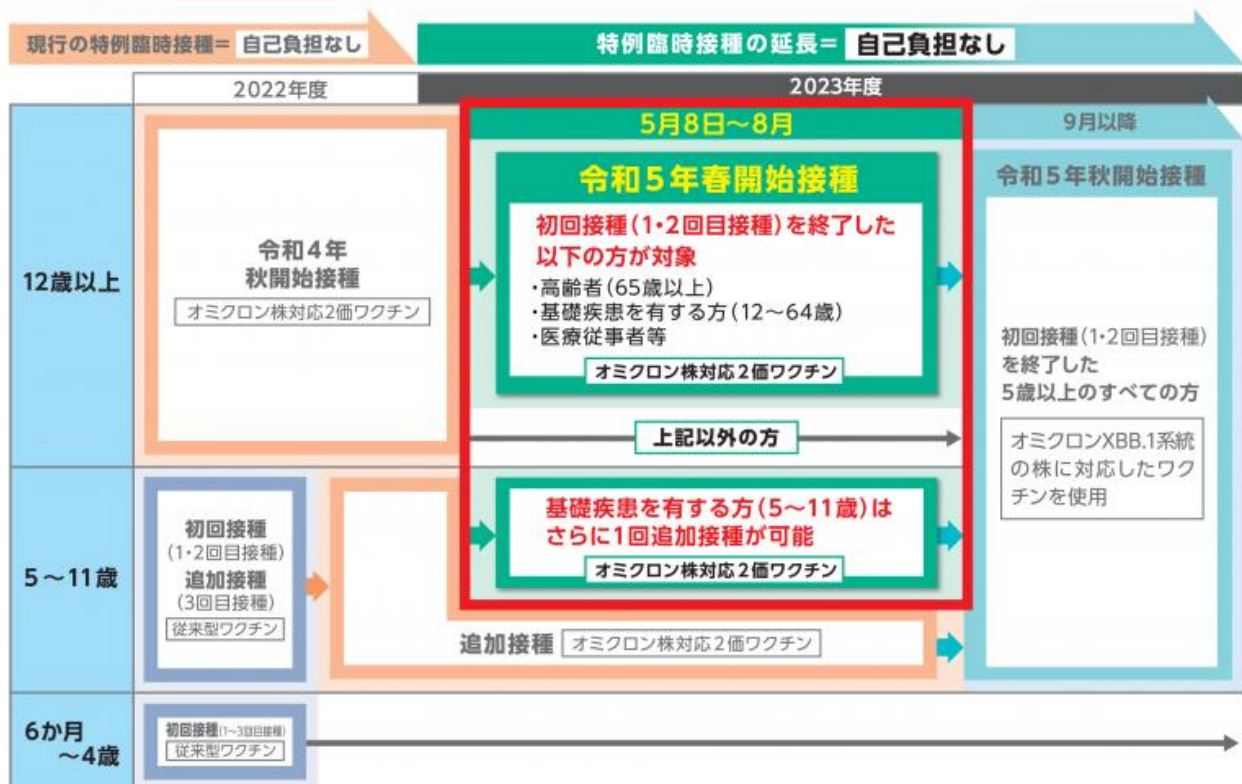 現行の特例臨時接種= 自己負担なし
特例臨時接種の延長= 自己負担なし
2022年度
2023年度
12歳以上
令和4年
秋開始接種
オミクロン株対応2価ワクチン
5月8日〜8月
令和5年春開始接種
初回接種(1・2回目接種)を終了した
以下の方が対象
・高齢者(65歳以上)
・基礎疾患を有する方(12〜64歳)
・医療従事者等
オミクロン株対応2価ワクチン
上記以外の方
9月以降
令和5年秋開始接種
初回接種(1・2回目接種)
を終了した
5歳以上のすべての方
オミクロンXBB.1系統
の株に対応したワク
チンを使用
5〜11歳
初回接種
(1・2回目接種)
追加接種
(3回目接種)
従来型ワクチン
基礎疾患を有する方(5〜11歳)は
さらに1回追加接種が可能
オミクロン株対応2価ワクチン
追加接種 オミクロン株対応2価ワクチン
6か月
〜4歳
初回接種(1〜3回目接種)
従来型ワクチン